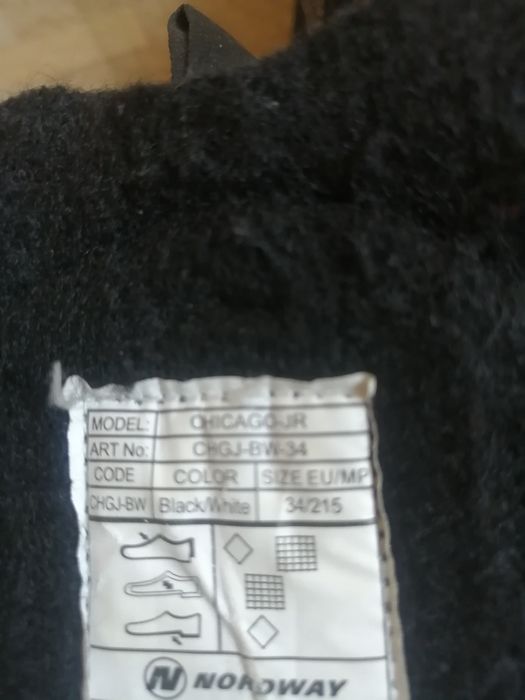 MODEL: CHICAGO-JR
ART No: CHGJ-BW-34
CODE COLOR SIZE EU/MP
CHGJ-BW Black/White 34/215
N NORDWAY